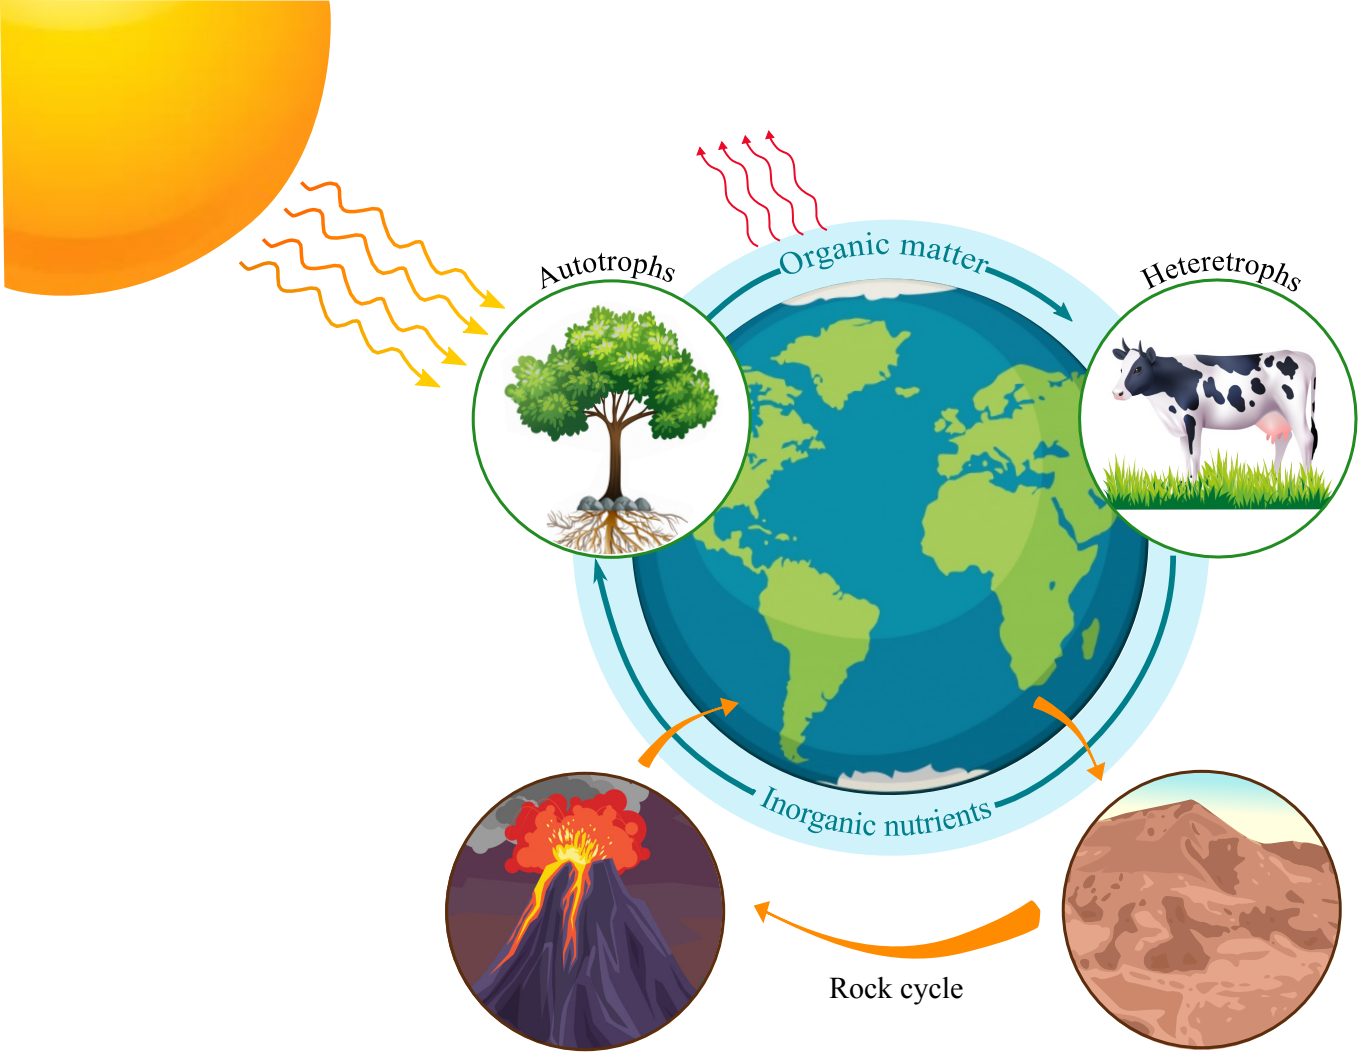 Organic matter
Autotrophs
Heteretrophs
Inorganic nutrients
Rock cycle